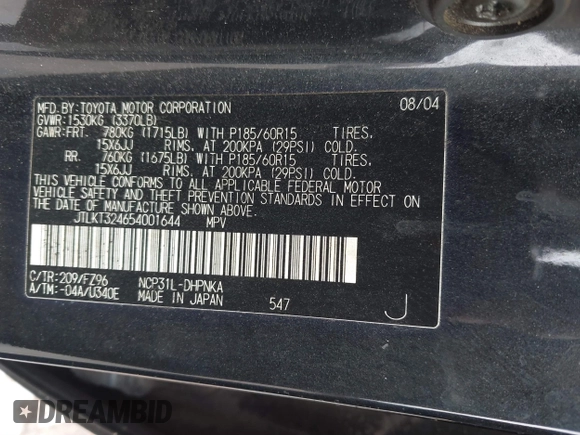 MFD.BY:TOYOTA MOTOR CORPORATION 08/04
GVWR:1530KG (3370LB)
GAWR:FRT. 780KG (1715LB) WITH P185/60R15 TIRES,
15X6JJ RIMS, AT 200KPA (29PSI) COLD.
RR. 760KG (1675LB) WITH P185/60R15 TIRES,
15X6JJ RIMS, AT 200KPA (29PSI) COLD.
THIS VEHICLE CONFORMS TO ALL APPLICABLE FEDERAL MOTOR
VEHICLE SAFETY AND THEFT PREVENTION STANDARDS IN EFFECT ON
THE DATE OF MANUFACTURE SHOWN ABOVE.
JTLKT324654001644 MPV
C/TR:209/FZ96 NCP31L-DHPNKA
A/TM:-04A/U340E MADE IN JAPAN 547 J
DREAMBID